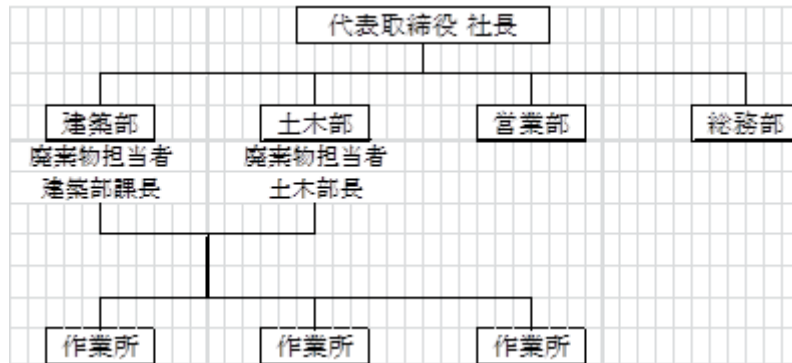 代表取締役 社長
建築部 土木部 営業部 総務部
廃棄物担当者 廃棄物担当者
建築部課長 土木部長
作業所 作業所 作業所